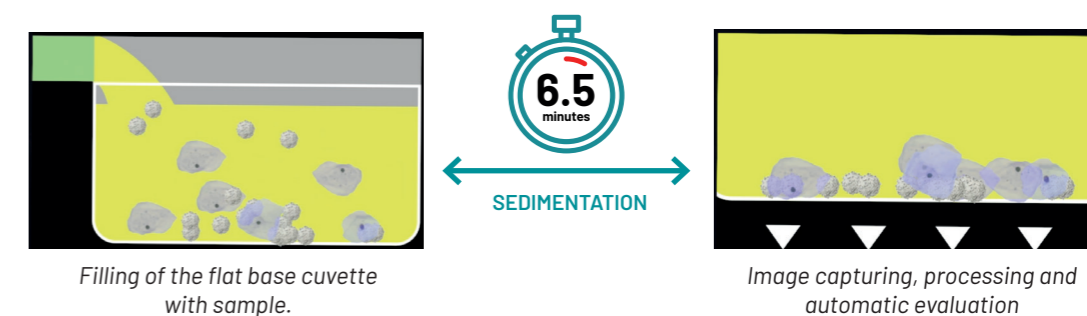 6.5
minutes
SEDIMENTATION
Filling of the flat base cuvette
with sample.
Image capturing, processing and
automatic evaluation